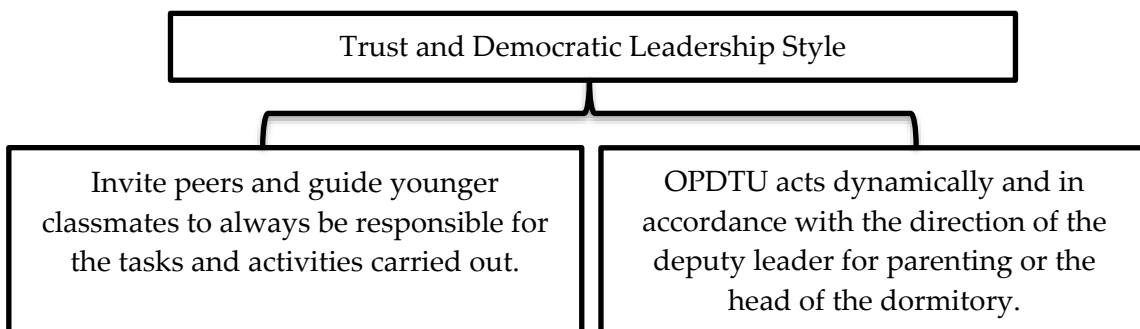 Trust and Democratic Leadership Style
Invite peers and guide younger
classmates to always be responsible for
the tasks and activities carried out.
OPDTU acts dynamically and in
accordance with the direction of the
deputy leader for parenting or the
head of the dormitory.